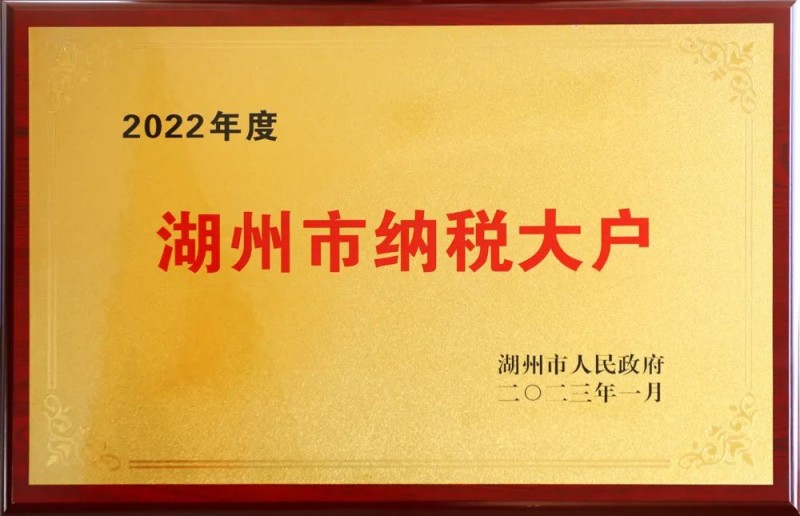 2022年度
湖州市纳税大户
湖州市人民政府
二〇二三年一月